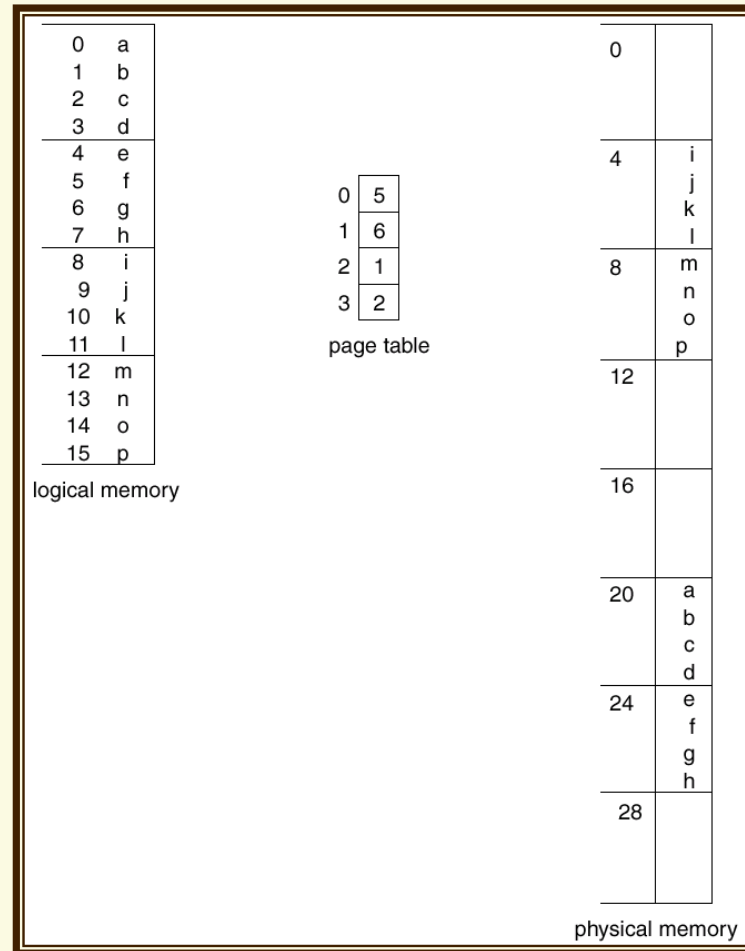 0 a
1 b
2 c
3 d
4 e
5 f
6 g
7 h
8 i
9 j
10 k
11 l
12 m
13 n
14 o
15 p
logical memory
0 5
1 6
2 1
3 2
page table
0
4 i
j
k
l
8 m
n
o
p
12
16
20 a
b
c
d
24 e
f
g
h
28
physical memory